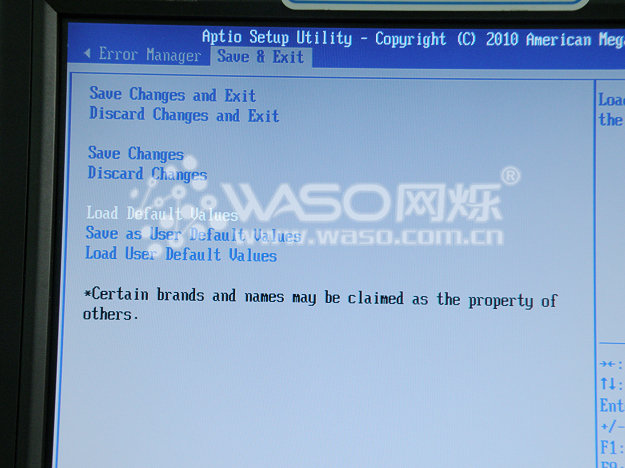 Aptio Setup Utility - Copyright (C) 2010 American
Error Manager Save & Exit
Save Changes and Exit
Discard Changes and Exit
Save Changes
Discard Changes
Load Default Values
Save as User Default Values
Load User Default Values
*Certain brands and names may be claimed as the property of
others.
the
→←:
↑↓:
+/-
F1:
WASO网烁®
www.waso.com.cn